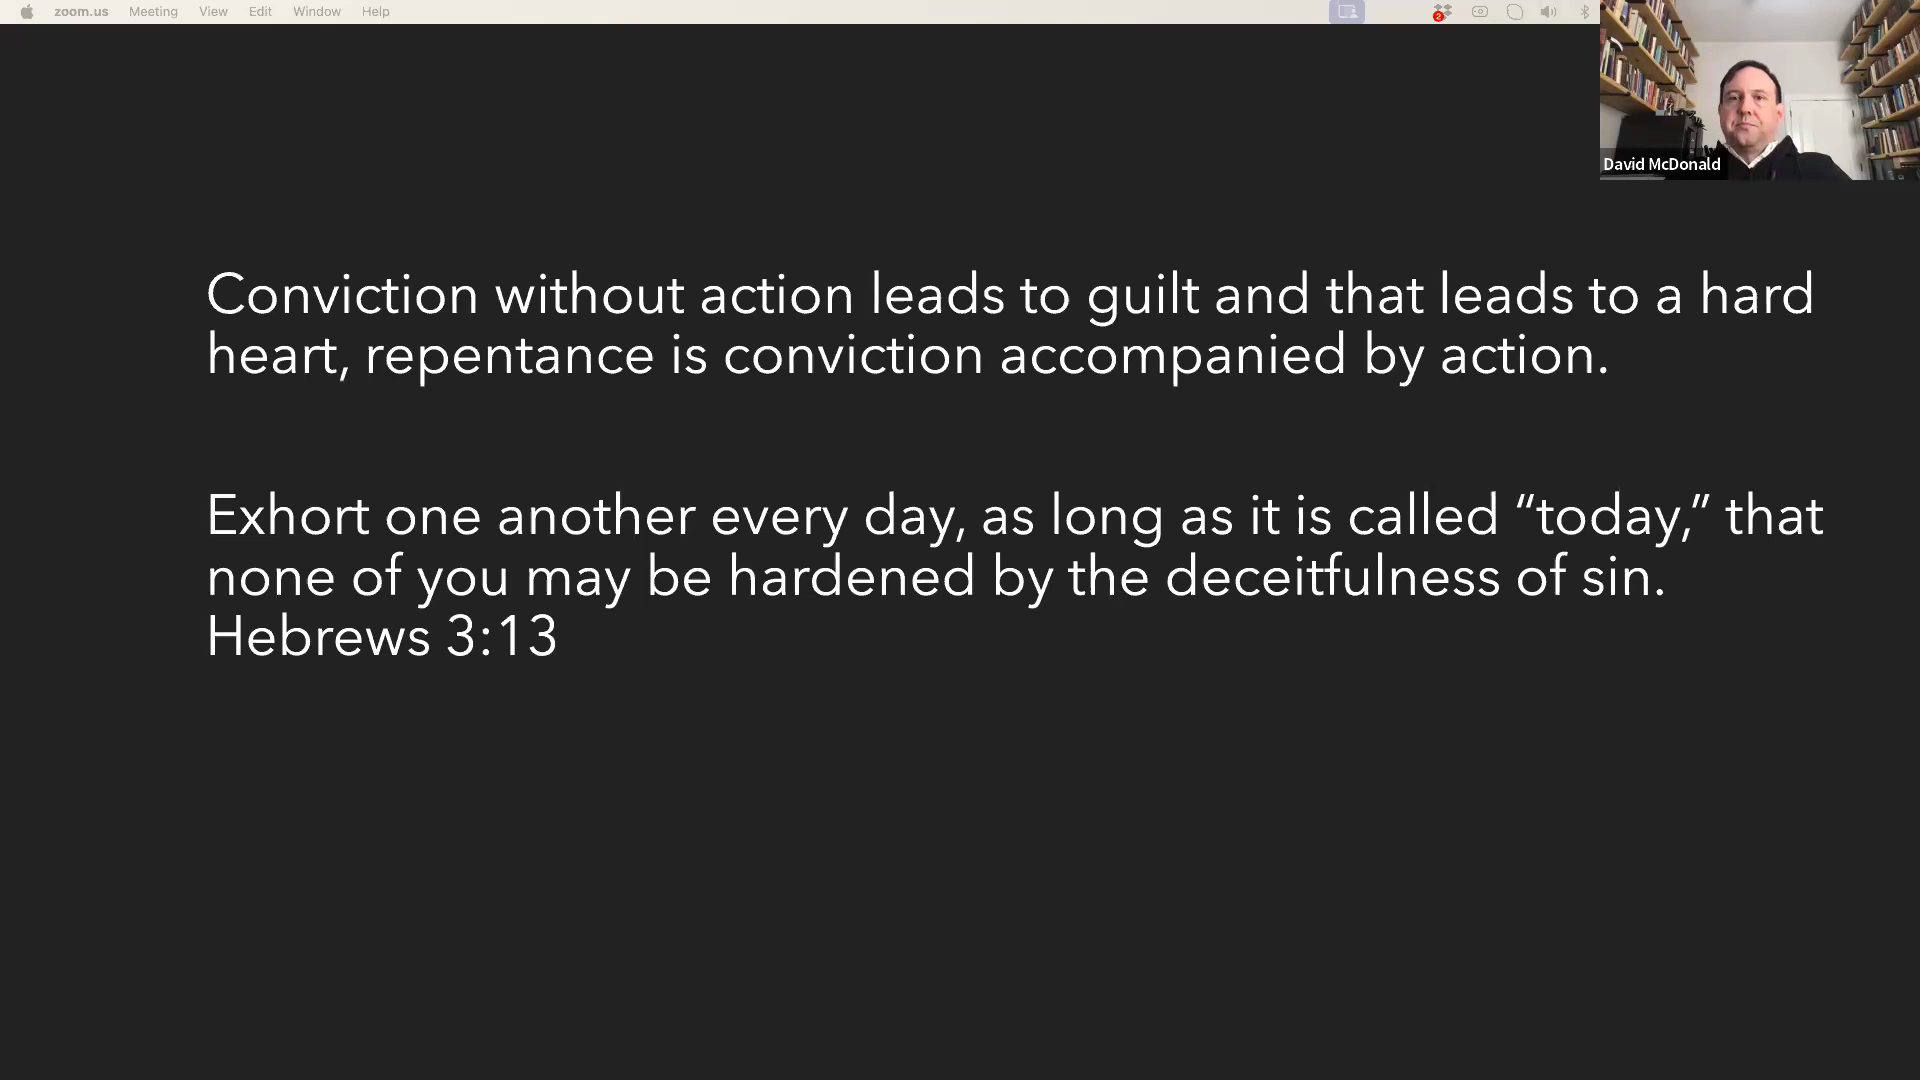 zoom.us Meeting View Edit Window Help
2
David McDonald
Conviction without action leads to guilt and that leads to a hard
heart, repentance is conviction accompanied by action.
Exhort one another every day, as long as it is called “today,” that
none of you may be hardened by the deceitfulness of sin.
Hebrews 3:13